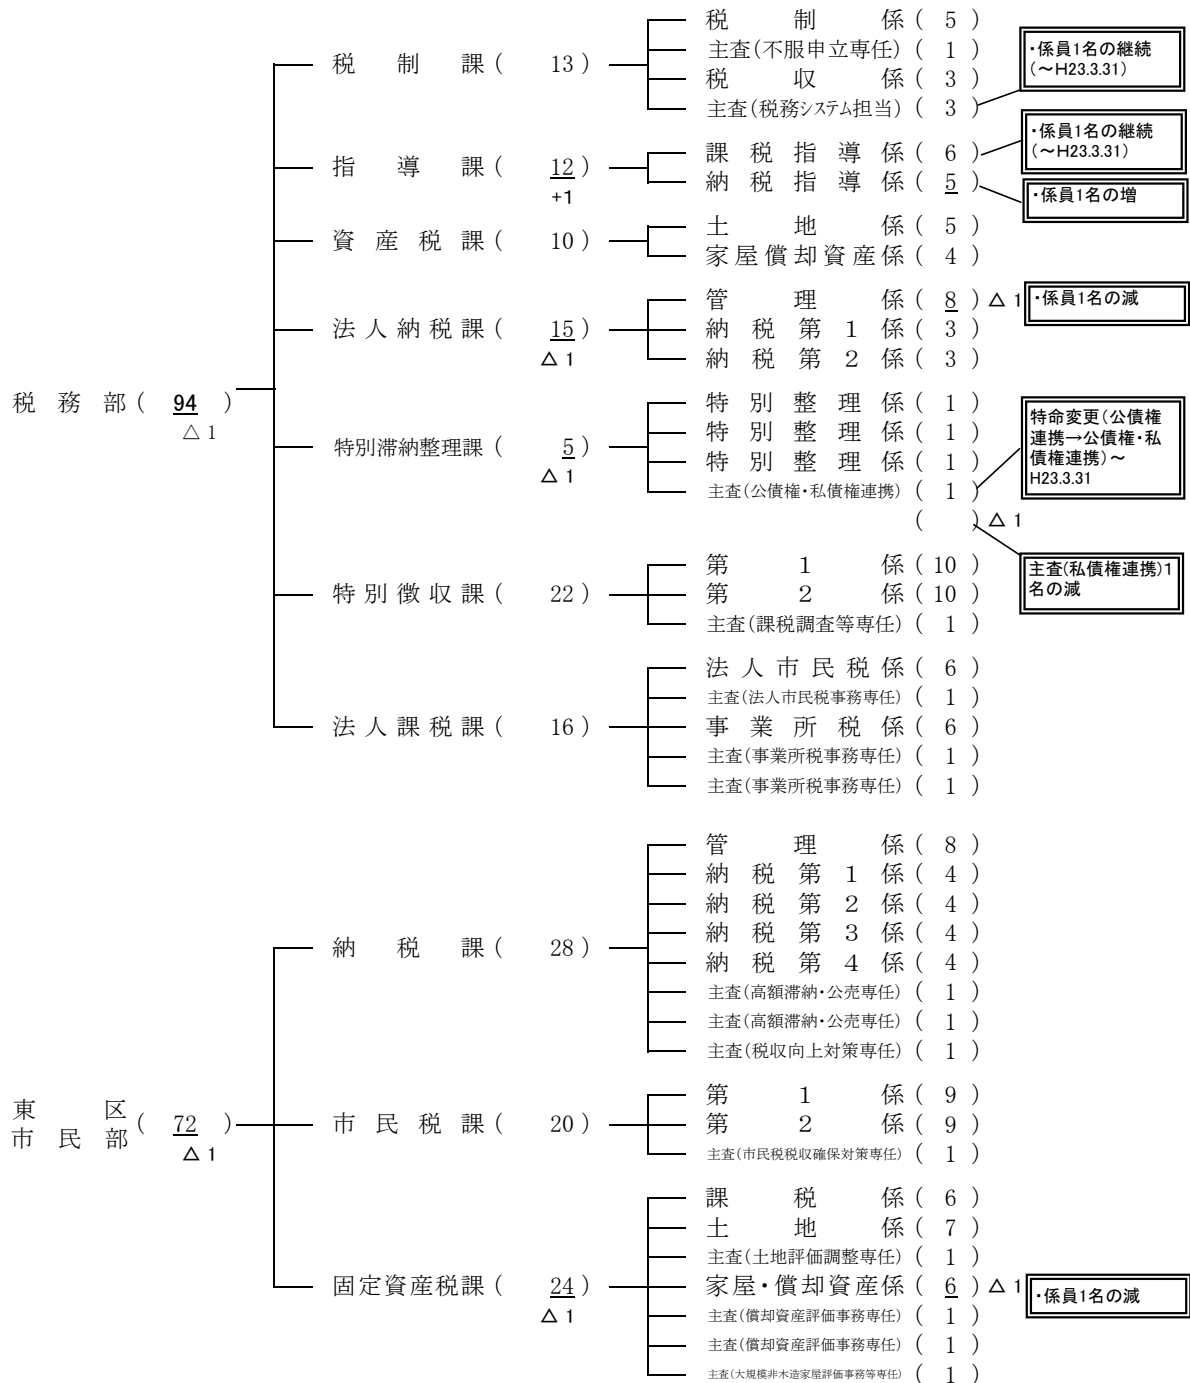 税務部( 94 )
△1
税制課( 13 )
税制係( 5 )
主査(不服申立専任)( 1 )
税収係( 3 )
主査(税務システム担当)( 3 )
・係員1名の継続
(～H23.3.31)
指導課( 12 )
+1
課税指導係( 6 )
納税指導係( 5 )
・係員1名の継続
(～H23.3.31)
・係員1名の増
資産税課( 10 )
土地係( 5 )
家屋償却資産係( 4 )
法人納税課( 15 )
△1
管理係( 8 )△1
・係員1名の減
納税第1係( 3 )
納税第2係( 3 )
特別滞納整理課( 5 )
△1
特別整理係( 1 )
特別整理係( 1 )
特別整理係( 1 )
主査(公債権・私債権連携)( 1 )
( )△1
特命変更(公債権
連携→公債権・私
債権連携)～
H23.3.31
主査(私債権連携)1
名の減
特別徴収課( 22 )
第1係( 10 )
第2係( 10 )
主査(課税調査等専任)( 1 )
法人課税課( 16 )
法人市民税係( 6 )
主査(法人市民税事務専任)( 1 )
事業所税係( 6 )
主査(事業所税事務専任)( 1 )
主査(事業所税事務専任)( 1 )
東区
市民部( 72 )
△1
納税課( 28 )
管理係( 8 )
納税第1係( 4 )
納税第2係( 4 )
納税第3係( 4 )
納税第4係( 4 )
主査(高額滞納・公売専任)( 1 )
主査(高額滞納・公売専任)( 1 )
主査(税収向上対策専任)( 1 )
市民税課( 20 )
第1係( 9 )
第2係( 9 )
主査(市民税税収確保対策専任)( 1 )
固定資産税課( 24 )
△1
課税係( 6 )
土地係( 7 )
主査(土地評価調整専任)( 1 )
家屋・償却資産係( 6 )△1
・係員1名の減
主査(償却資産評価事務専任)( 1 )
主査(償却資産評価事務専任)( 1 )
主査(大規模非木造家屋評価事務等専任)( 1 )